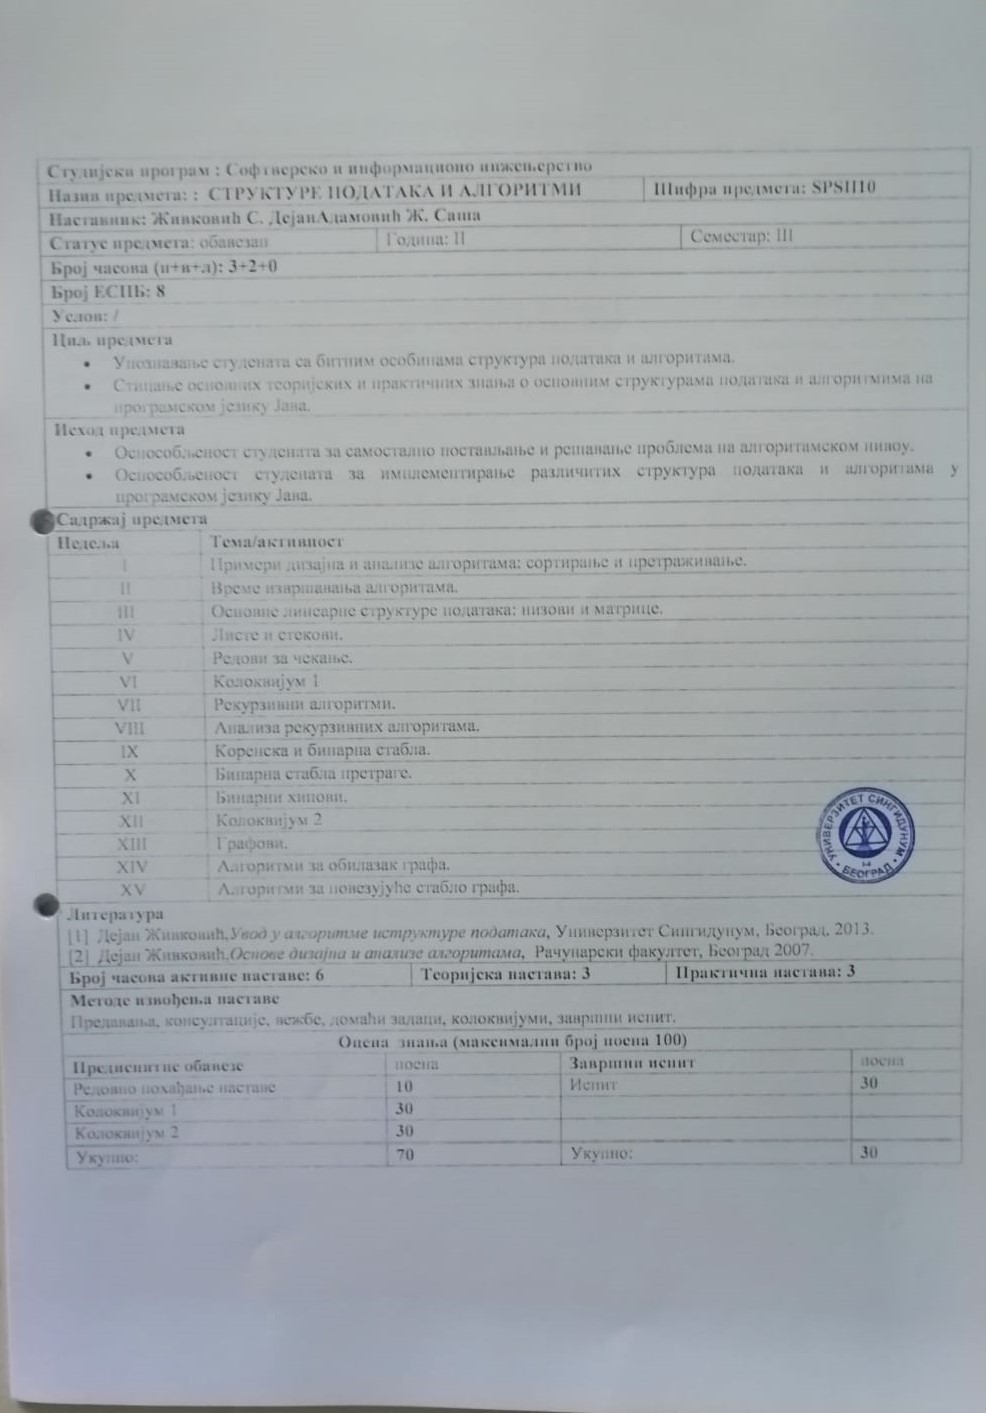 Студијски програм : Софтверско и информационо инжењерство
Назив предмета: : СТРУКТУРЕ ПОДАТАКА И АЛГОРИТМИ Шифра предмета: SPSII10
Наставник: Живковић С. ДејанАдамовић Ж. Саша
Статус предмета: обавезан Година: II Семестар: III
Број часова (п+в+л): 3+2+0
Број ЕСПБ: 8
Услов: /
Циљ предмета
• Упознавање студената са битним особинама структура података и алгоритама.
• Стицање основних теоријских и практичних знања о основним структурама података и алгоритмима на
програмском језику Јава.
Исход предмета
• Оспособљеност студената за самостално постављање и решавање проблема на алгоритамском нивоу.
• Оспособљеност студената за имплементирање различитих структура података и алгоритама у
програмском језику Јава.
Садржај предмета
Недеља Тема/активност
I Примери дизајна и анализе алгоритама: сортирање и претраживање.
II Време извршавања алгоритама.
III Основне линеарне структуре података: низови и матрице.
IV Листе и стекови.
V Редови за чекање.
VI Колоквијум 1
VII Рекурзивни алгоритми.
VIII Анализа рекурзивних алгоритама.
IX Коренска и бинарна стабла.
X Бинарна стабла претраге.
XI Бинарни хипови.
XII Колоквијум 2
XIII Графови.
XIV Алгоритми за обилазак графа.
XV Алгоритми за повезујуће стабло графа.
УНИВЕРЗИТЕТ СИНГИДУНУМ
• БЕОГРАД •
Литература
[1] Дејан Живковић,Увод у алгоритме иструктуре података, Универзитет Сингидунум, Београд, 2013.
[2] Дејан Живковић,Основе дизајна и анализе алгоритама, Рачунарски факултет, Београд 2007.
Број часова активне наставе: 6 Теоријска настава: 3 Практична настава: 3
Методе извођења наставе
Предавања, консултације, вежбе, домаћи задаци, колоквијуми, завршни испит.
Оцена знања (максимални број поена 100)
Предиспитне обавезе поена Завршни испит поена
Редовно похађање наставе 10 Испит 30
Колоквијум 1 30
Колоквијум 2 30
Укупно: 70 Укупно: 30